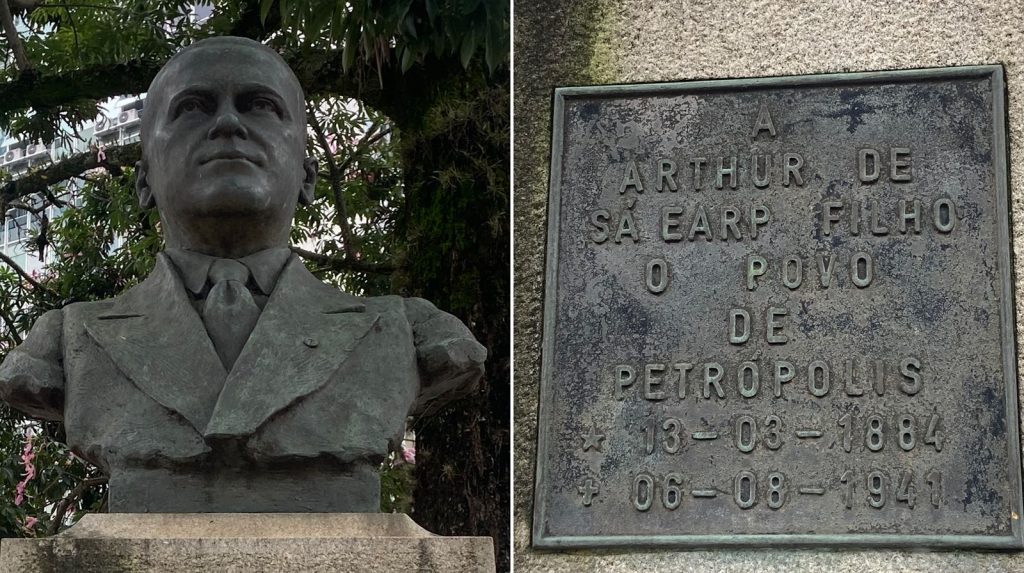 A
ARTHUR DE
SÁ EARP FILHO
O POVO
DE
PETRÓPOLIS
★ 13-03-1884
✝ 06-08-1941